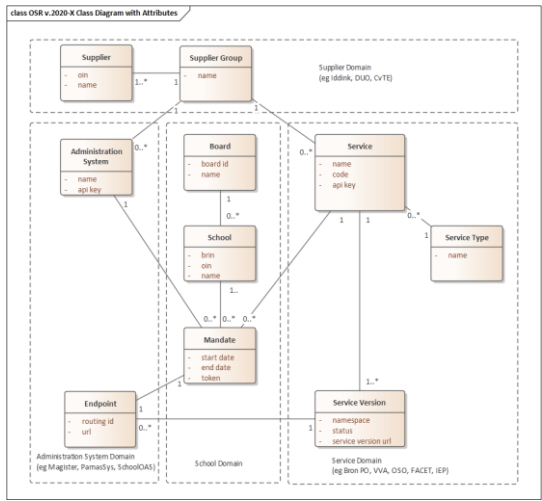 class OSR v.2020-X Class Diagram with Attributes
Supplier
- oin
- name
1..*
1
Supplier Group
- name
Supplier Domain
(eg Iddink, DUO, CvTE)
1
1
0..*
0..*
Administration
System
- name
- api key
1
Board
- board id
- name
1
0..*
Service
- name
- code
- api key
1
1
0..*
1
Service Type
- name
School
- brin
- oin
- name
1..
0..*
0..*
0..*
Mandate
- start date
- end date
- token
1
1
Endpoint
- routing id
- url
0..*
1..*
1
Service Version
- namespace
- status
- service version url
Administration System Domain
(eg Magister, ParnasSys, SchoolOAS)
School Domain
Service Domain
(eg Bron PO, VVA, OSO, FACET, IEP)